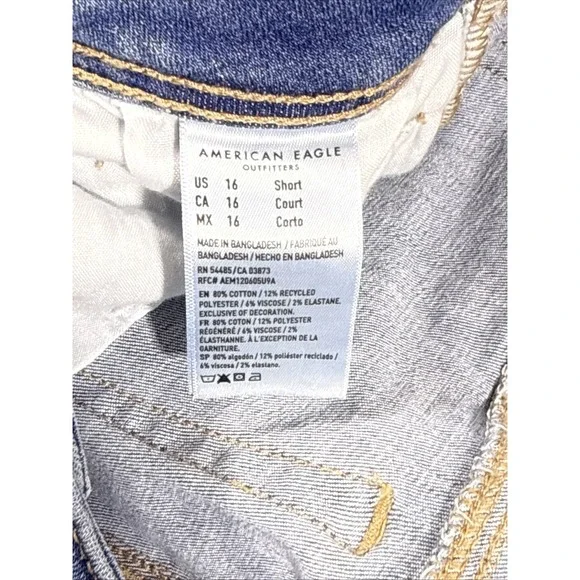 AMERICAN EAGLE
OUTFITTERS
US 16 Short
CA 16 Court
MX 16 Corto
MADE IN BANGLADESH / FABRIQUÉ AU
BANGLADESH / HECHO EN BANGLADESH
RN 54485/CA 03873
RFC# AEM120605U9A
EN 80% COTTON / 12% RECYCLED
POLYESTER / 6% VISCOSE / 2% ELASTANE.
EXCLUSIVE OF DECORATION.
FR 80% COTON / 12% POLYESTER
RÉGÉNÉRÉ / 6% VISCOSE / 2%
ÉLASTHANNE. À L'EXCEPTION DE LA
GARNITURE.
SP 80% algodón / 12% poliéster reciclado /
6% viscosa / 2% elastano.